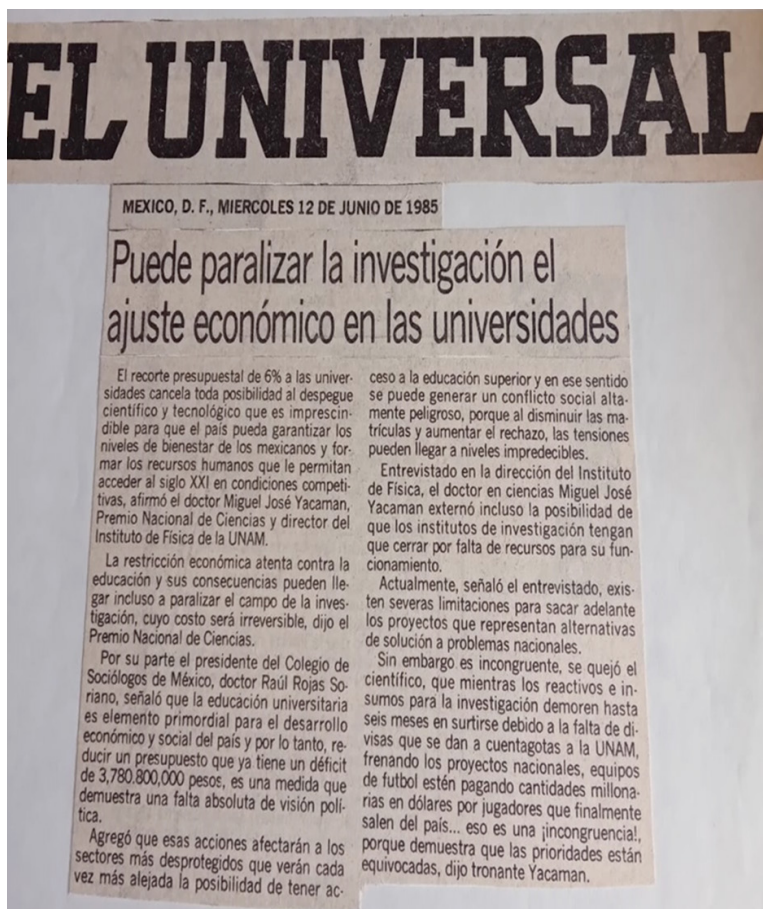 EL UNIVERSAL
MEXICO, D. F., MIERCOLES 12 DE JUNIO DE 1985
Puede paralizar la investigación el
ajuste económico en las universidades
El recorte presupuestal de 6% a las univer-
sidades cancela toda posibilidad al despegue
científico y tecnológico que es imprescin-
dible para que el país pueda garantizar los
niveles de bienestar de los mexicanos y for-
mar los recursos humanos que le permitan
acceder al siglo XXI en condiciones competi-
tivas, afirmó el doctor Miguel José Yacaman,
Premio Nacional de Ciencias y director del
Instituto de Física de la UNAM.
La restricción económica atenta contra la
educación y sus consecuencias pueden lle-
gar incluso a paralizar el campo de la inves-
tigación, cuyo costo será irreversible, dijo el
Premio Nacional de Ciencias.
Por su parte el presidente del Colegio de
Sociólogos de México, doctor Raúl Rojas So-
riano, señaló que la educación universitaria
es elemento primordial para el desarrollo
económico y social del país y por lo tanto, re-
ducir un presupuesto que ya tiene un déficit
de 3,780.800,000 pesos, es una medida que
demuestra una falta absoluta de visión polí-
tica.
Agregó que esas acciones afectarán a los
sectores más desprotegidos que verán cada
vez más alejada la posibilidad de tener ac-
ceso a la educación superior y en ese sentido
se puede generar un conflicto social alta-
mente peligroso, porque al disminuir las ma-
trículas y aumentar el rechazo, las tensiones
pueden llegar a niveles impredecibles.
Entrevistado en la dirección del Instituto
de Física, el doctor en ciencias Miguel José
Yacaman externó incluso la posibilidad de
que los institutos de investigación tengan
que cerrar por falta de recursos para su fun-
cionamiento.
Actualmente, señaló el entrevistado, exis-
ten severas limitaciones para sacar adelante
los proyectos que representan alternativas
de solución a problemas nacionales.
Sin embargo es incongruente, se quejó el
científico, que mientras los reactivos e in-
sumos para la investigación demoren hasta
seis meses en surtirse debido a la falta de di-
visas que se dan a cuentagotas a la UNAM,
frenando los proyectos nacionales, equipos
de futbol estén pagando cantidades millona-
rias en dólares por jugadores que finalmente
salen del país... eso es una ¡incongruencia!,
porque demuestra que las prioridades están
equivocadas, dijo tronante Yacaman.